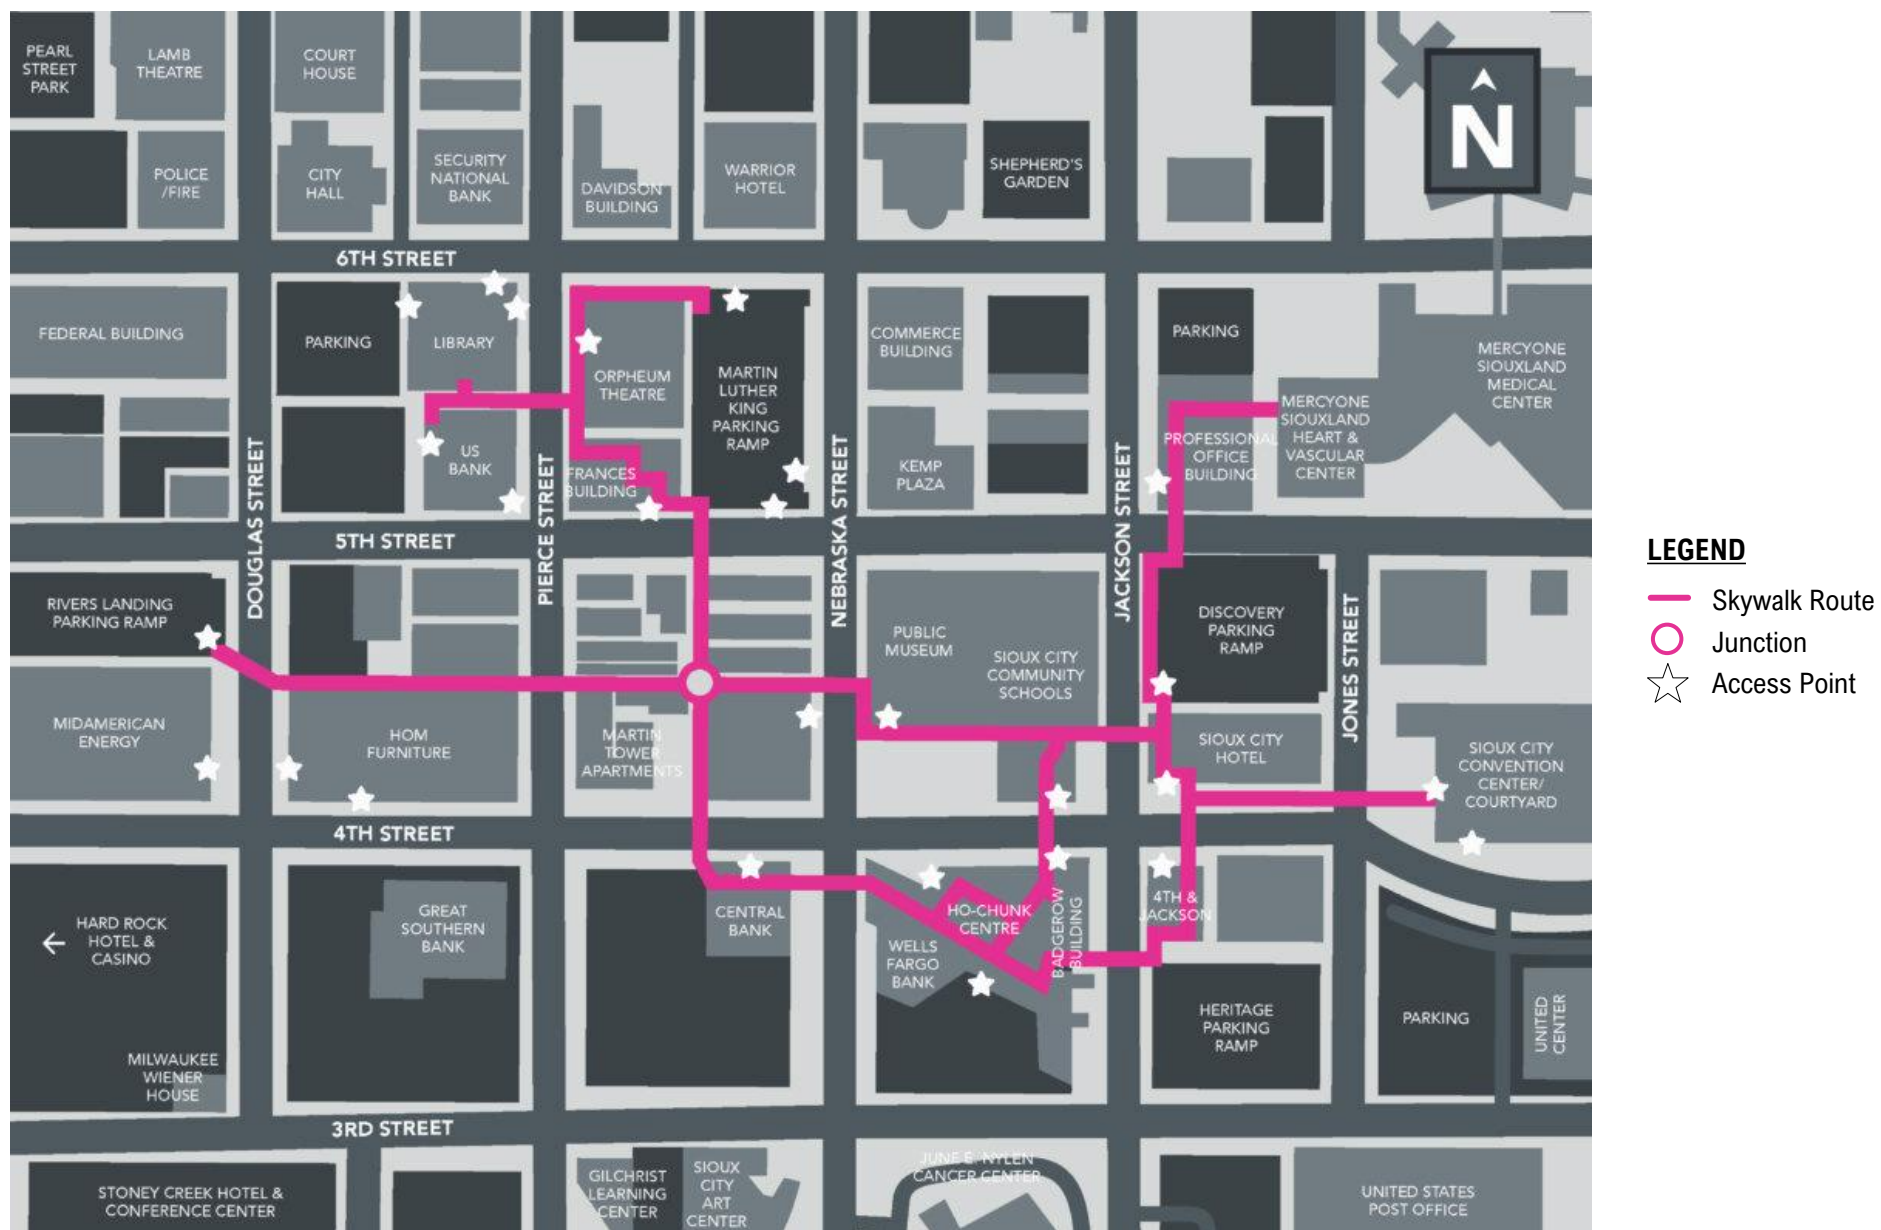 PEARL
STREET
PARK
LAMB
THEATRE
COURT
HOUSE
N
POLICE
/FIRE
CITY
HALL
SECURITY
NATIONAL
BANK
DAVIDSON
BUILDING
WARRIOR
HOTEL
SHEPHERD'S
GARDEN
6TH STREET
FEDERAL BUILDING
PARKING
LIBRARY
ORPHEUM
THEATRE
MARTIN
LUTHER
KING
PARKING
RAMP
COMMERCE
BUILDING
PARKING
MERCYONE
SIOUXLAND
MEDICAL
CENTER
MERCYONE
SIOUXLAND
HEART &
VASCULAR
CENTER
PROFESSIONAL
OFFICE
BUILDING
US
BANK
FRANCES
BUILDING
KEMP
PLAZA
DOUGLAS STREET
PIERCE STREET
NEBRASKA STREET
JACKSON STREET
JONES STREET
5TH STREET
LEGEND
Skywalk Route
Junction
Access Point
RIVERS LANDING
PARKING RAMP
PUBLIC
MUSEUM
SIOUX CITY
COMMUNITY
SCHOOLS
DISCOVERY
PARKING
RAMP
MIDAMERICAN
ENERGY
HOM
FURNITURE
MARTIN
TOWER
APARTMENTS
SIOUX CITY
HOTEL
SIOUX CITY
CONVENTION
CENTER/
COURTYARD
4TH STREET
HARD ROCK
HOTEL &
CASINO
GREAT
SOUTHERN
BANK
CENTRAL
BANK
HO-CHUNK
CENTRE
WELLS
FARGO
BANK
BADGEROW
BUILDING
4TH &
JACKSON
HERITAGE
PARKING
RAMP
PARKING
UNITED
CENTER
MILWAUKEE
WIENER
HOUSE
3RD STREET
STONEY CREEK HOTEL &
CONFERENCE CENTER
GILCHRIST
LEARNING
CENTER
SIOUX
CITY
ART
CENTER
JUNE E. NYLEN
CANCER CENTER
UNITED STATES
POST OFFICE